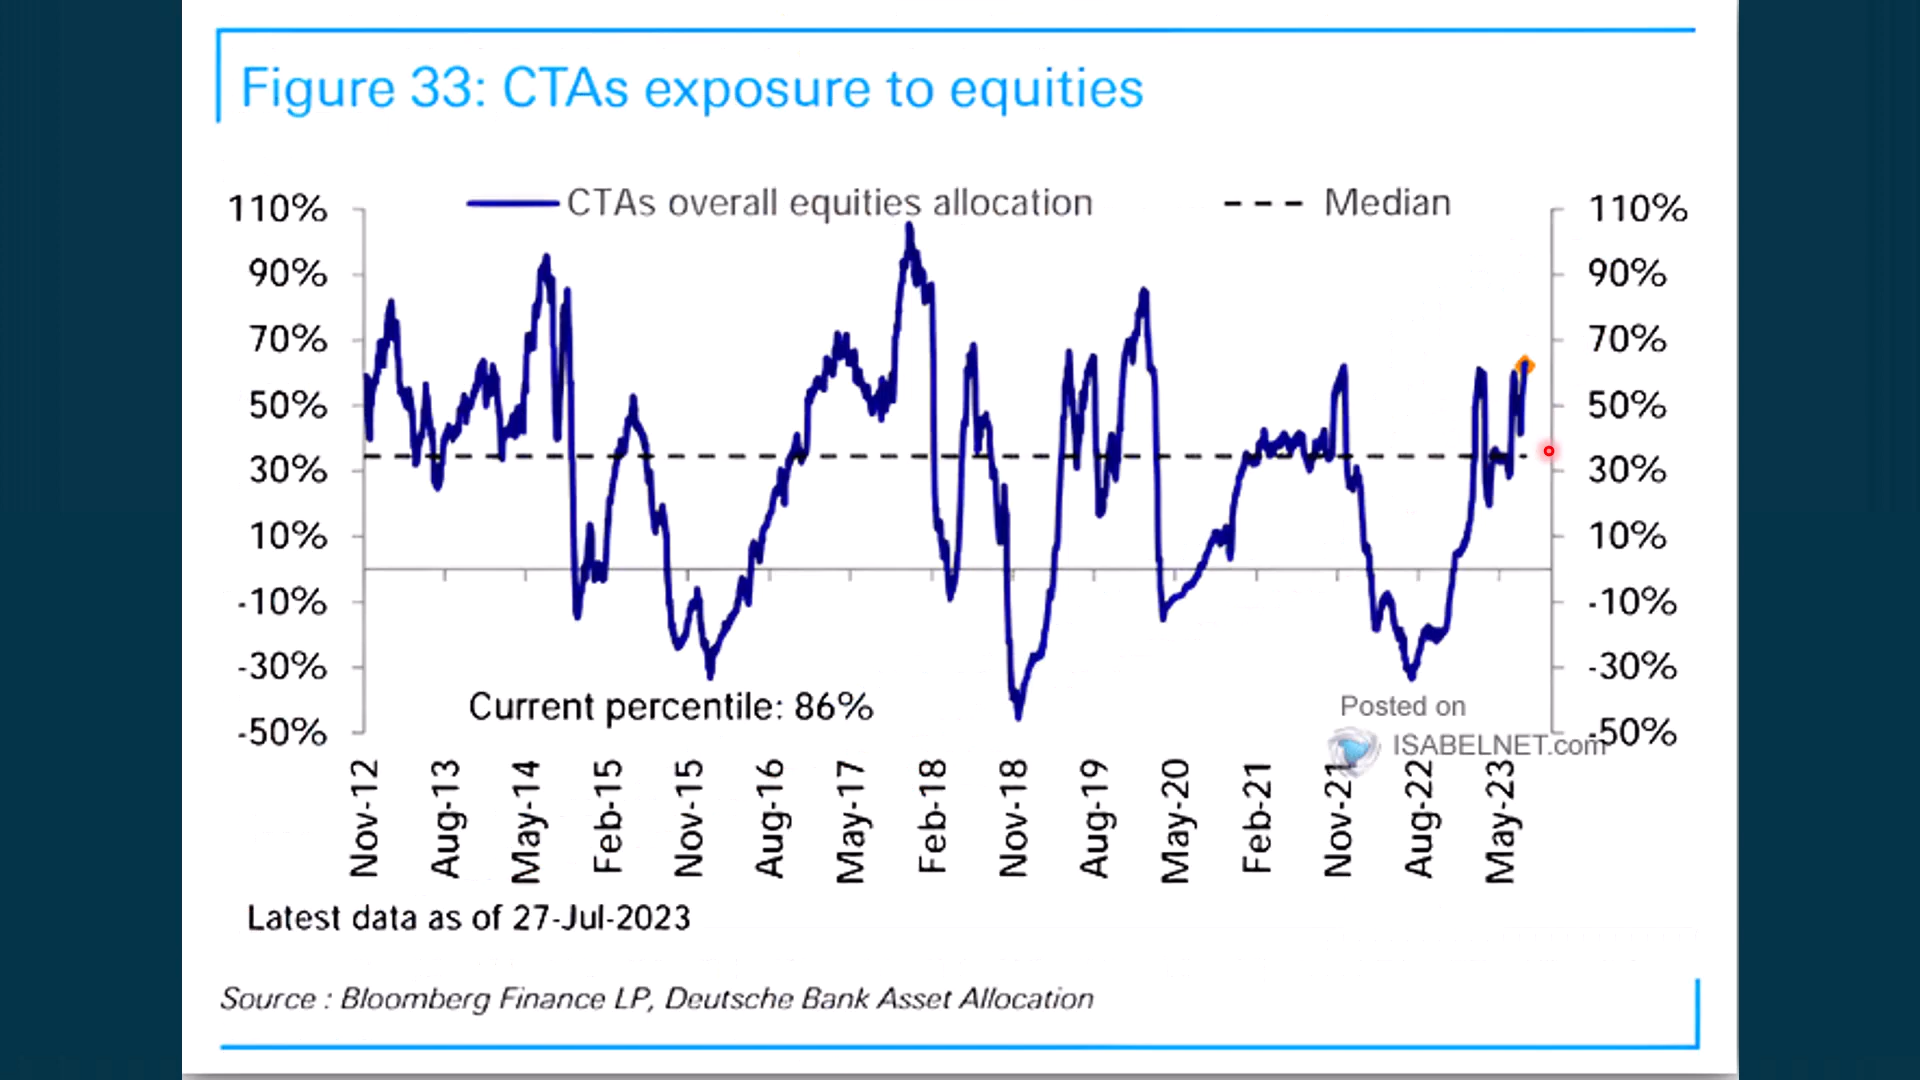 Figure 33: CTAs exposure to equities
CTAs overall equities allocation
Median
110%
90%
70%
50%
30%
10%
-10%
-30%
-50%
110%
90%
70%
50%
30%
10%
-10%
-30%
-50%
Current percentile: 86%
Posted on
ISABELNET.com
Nov-12
Aug-13
May-14
Feb-15
Nov-15
Aug-16
May-17
Feb-18
Nov-18
Aug-19
May-20
Feb-21
Nov-21
Aug-22
May-23
Latest data as of 27-Jul-2023
Source : Bloomberg Finance LP, Deutsche Bank Asset Allocation